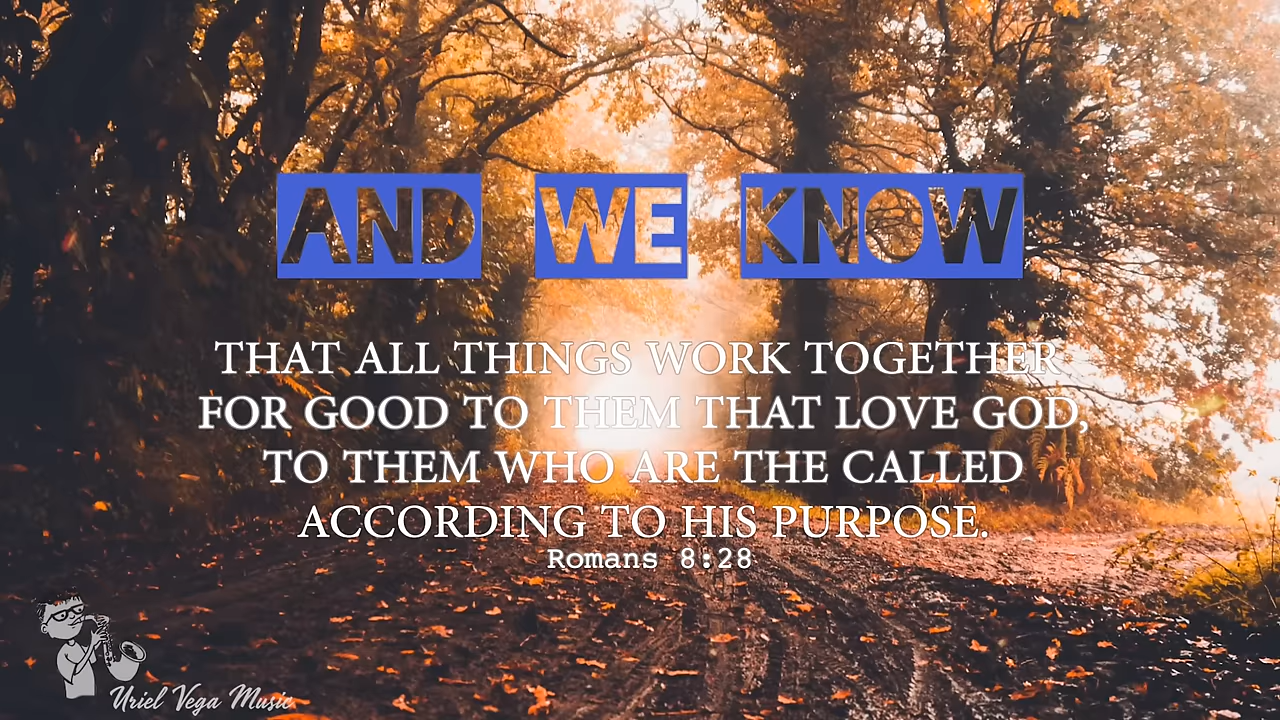 AND WE KNOW
THAT ALL THINGS WORK TOGETHER
FOR GOOD TO THEM THAT LOVE GOD,
TO THEM WHO ARE THE CALLED
ACCORDING TO HIS PURPOSE.
Romans 8:28
Uriel Vega Music